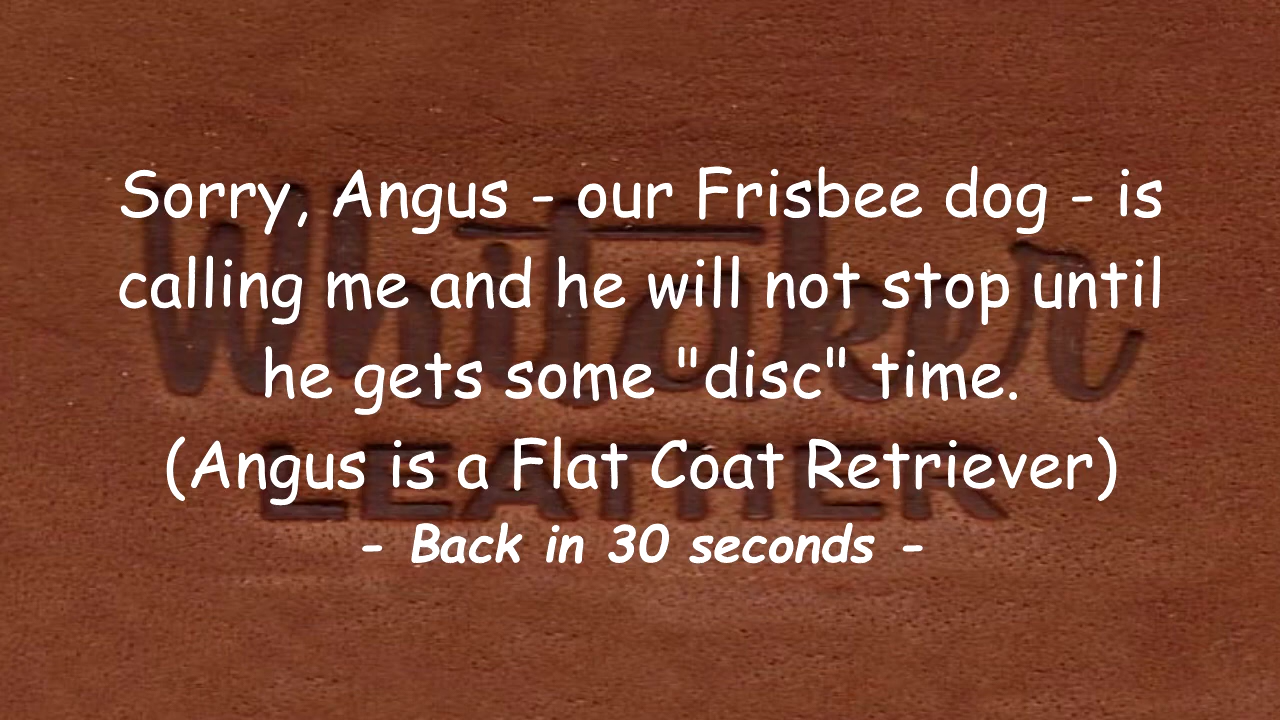 Sorry, Angus - our Frisbee dog - is
calling me and he will not stop until
he gets some "disc" time.
(Angus is a Flat Coat Retriever)
- Back in 30 seconds -
Whitaker
LEATHER